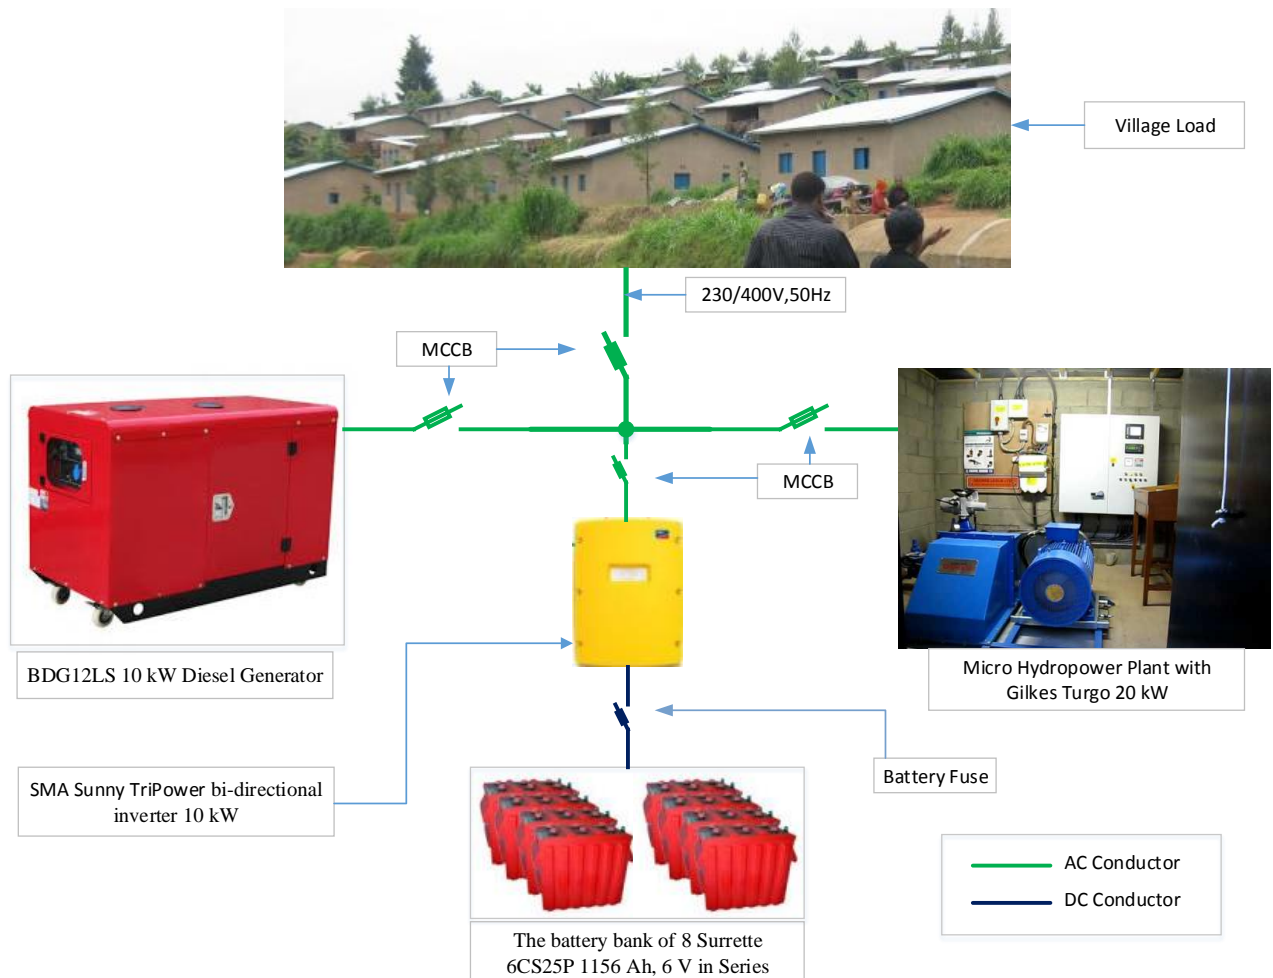 Village Load
230/400V,50Hz
MCCB
MCCB
BDG12LS 10 kW Diesel Generator
Micro Hydropower Plant with
Gilkes Turgo 20 kW
SMA Sunny TriPower bi-directional
inverter 10 kW
Battery Fuse
The battery bank of 8 Surrette
6CS25P 1156 Ah, 6 V in Series
AC Conductor
DC Conductor